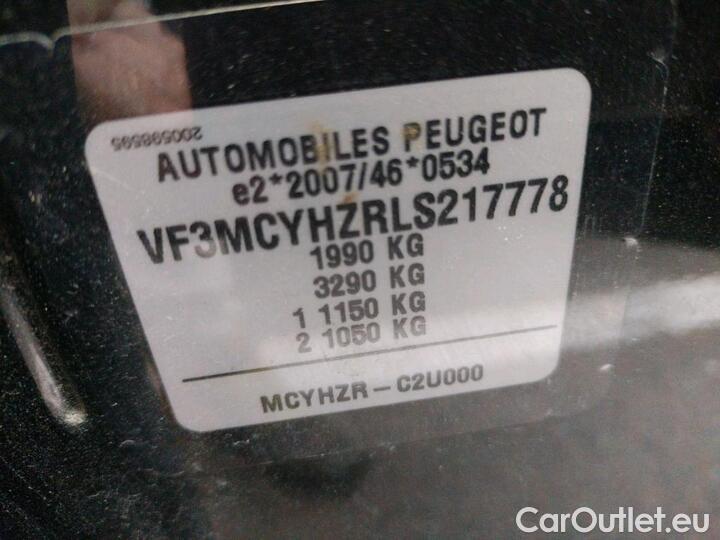 200598595
AUTOMOBILES PEUGEOT
e2*2007/46*0534
VF3MCYHZRLS217778
1990 KG
3290 KG
1 1150 KG
2 1050 KG
MCYHZR-C2U000
CarOutlet.eu